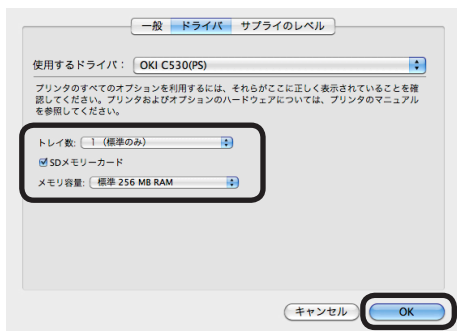 一般 ドライバ サプライのレベル
使用するドライバ： OKI C530(PS)
プリンタのすべてのオプションを利用するには、それらがここに正しく表示されていることを確
認してください。プリンタおよびオプションのハードウェアについては、プリンタのマニュアル
を参照してください。
トレイ数: 1 （標準のみ）
SDメモリーカード
メモリ容量: 標準 256 MB RAM
キャンセル OK